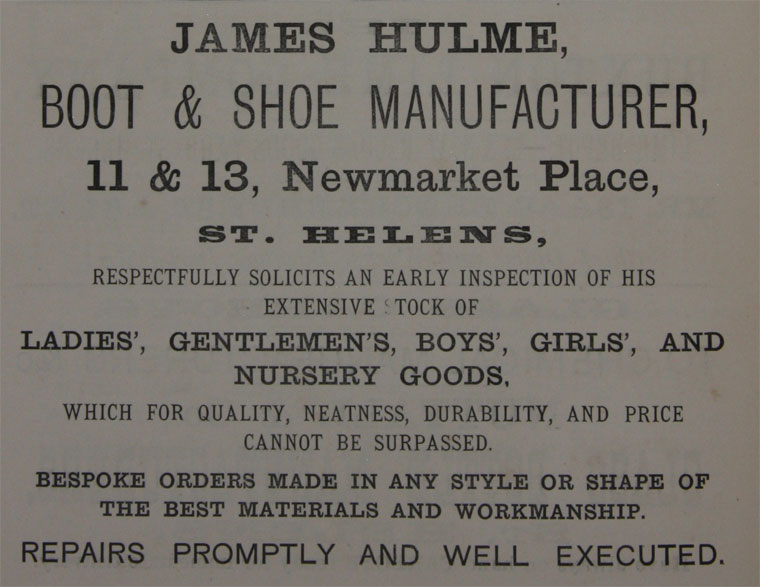 JAMES HULME,
BOOT & SHOE MANUFACTURER,
11 & 13, Newmarket Place,
ST. HELENS,
RESPECTFULLY SOLICITS AN EARLY INSPECTION OF HIS
EXTENSIVE STOCK OF
LADIES', GENTLEMEN'S, BOYS', GIRLS', AND
NURSERY GOODS,
WHICH FOR QUALITY, NEATNESS, DURABILITY, AND PRICE
CANNOT BE SURPASSED.
BESPOKE ORDERS MADE IN ANY STYLE OR SHAPE OF
THE BEST MATERIALS AND WORKMANSHIP.
REPAIRS PROMPTLY AND WELL EXECUTED.